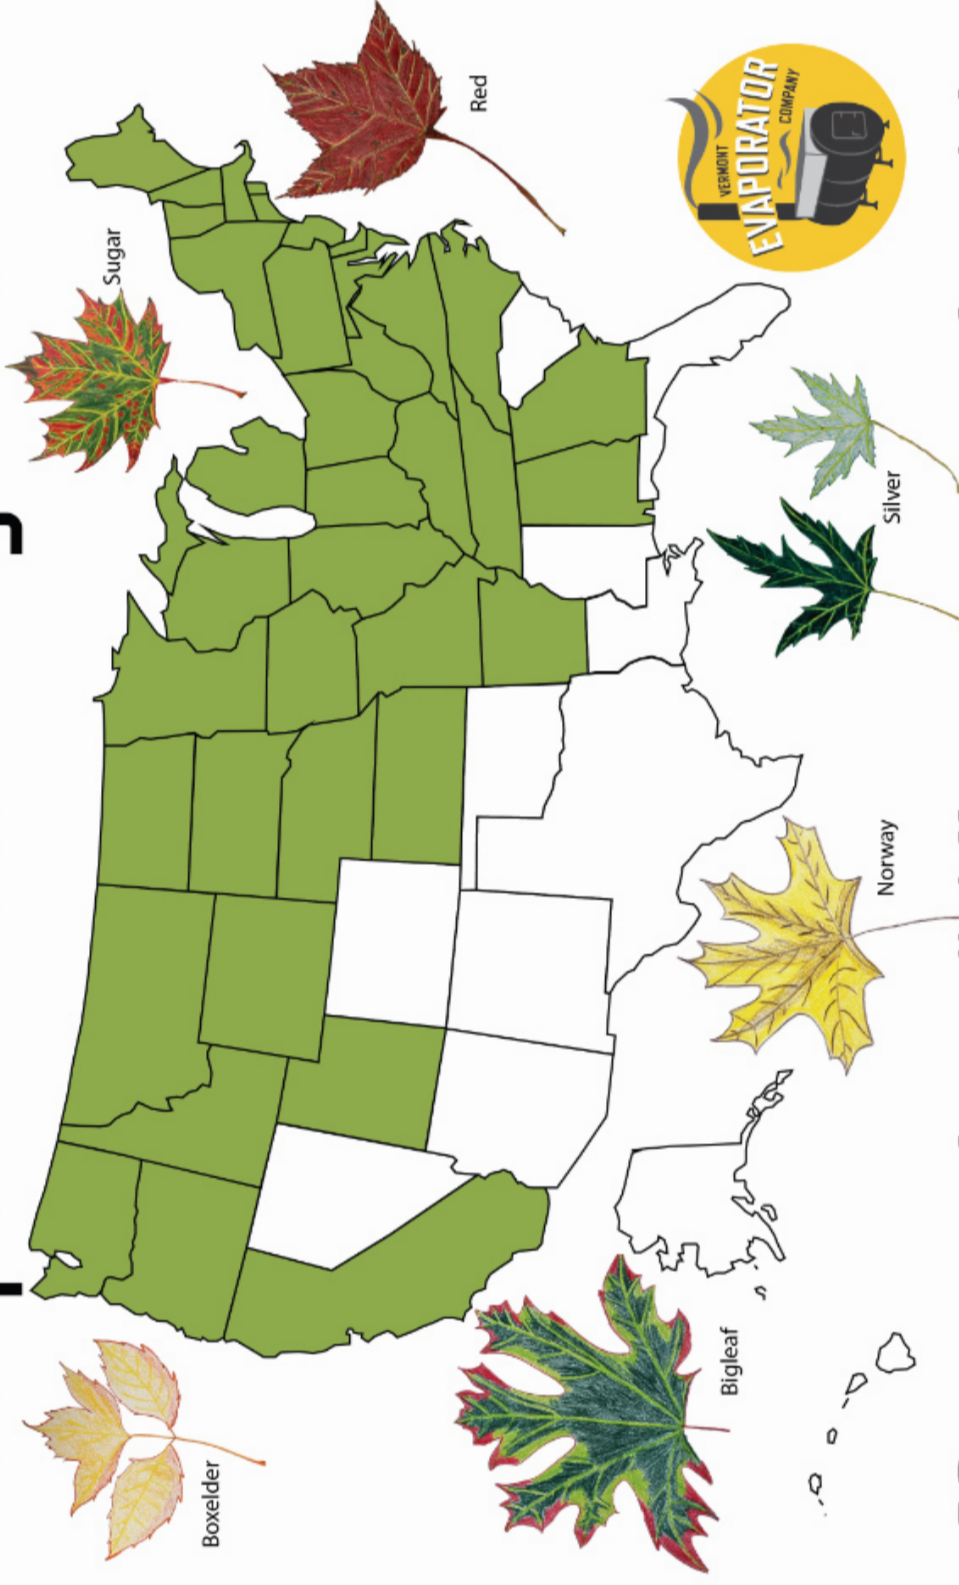 Sugar
Red
Boxelder
Bigleaf
Norway
Silver
VERMONT
EVAPORATOR
COMPANY